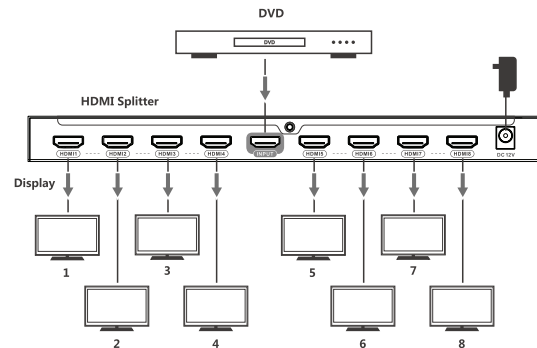 DVD
DVD
HDMI Splitter
HDMI1 HDMI2 HDMI3 HDMI4 INPUT HDMI5 HDMI6 HDMI7 HDMI8 DC 12V
Display
1 3 5 7
2 4 6 8